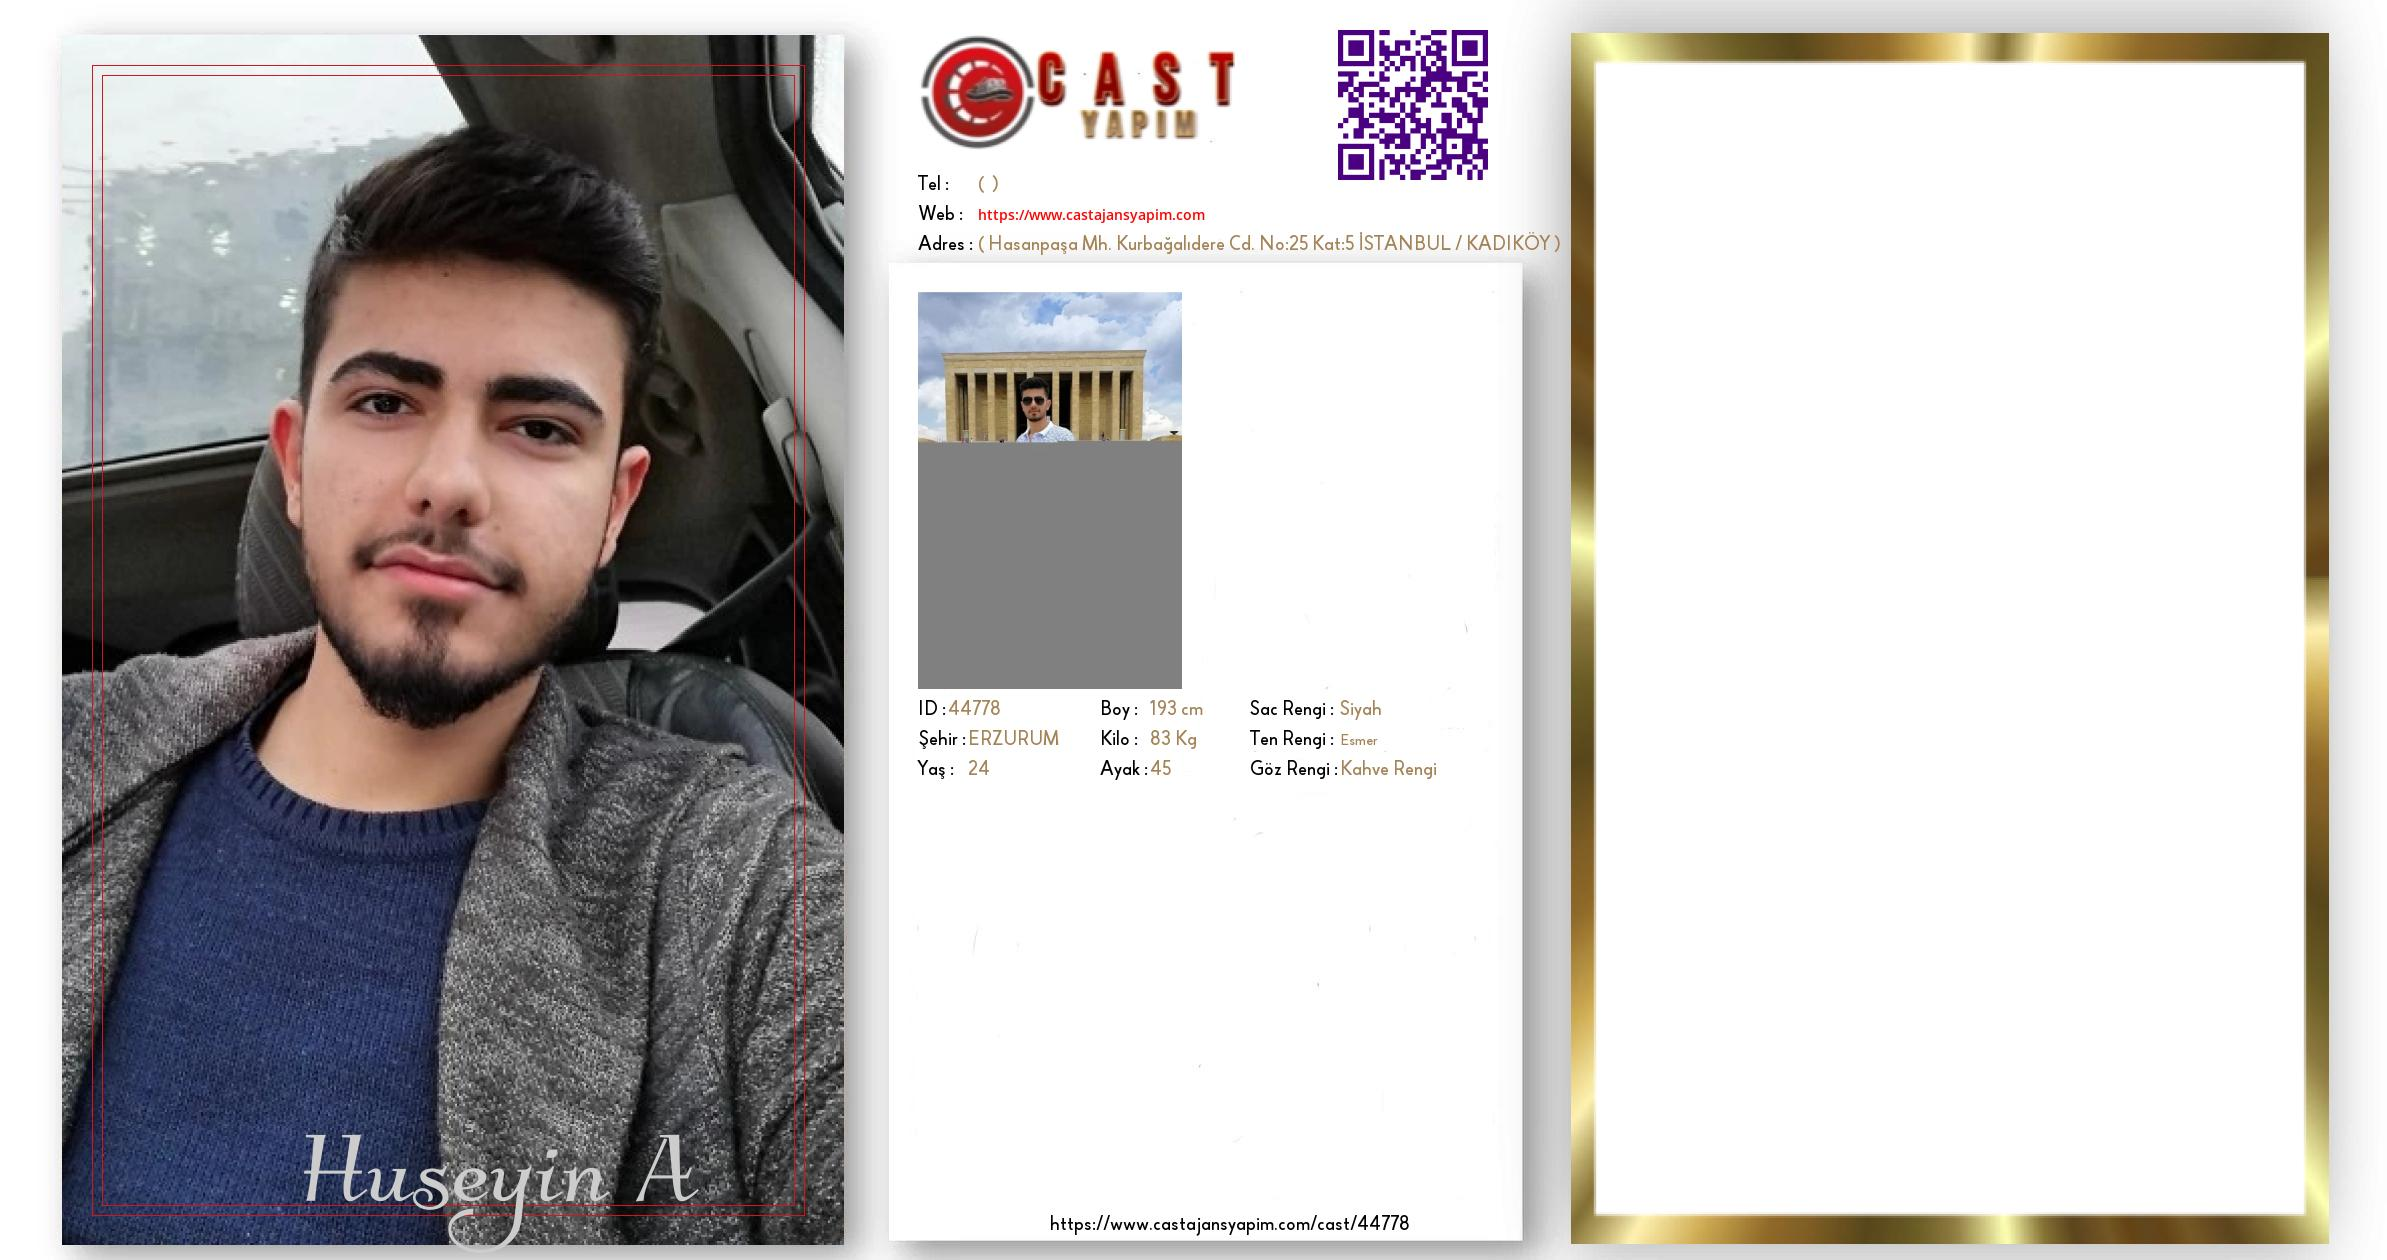 Huseyin A
CAST
YAPIM
Tel : ( )
Web : https://www.castajansyapim.com
Adres : ( Hasanpaşa Mh. Kurbağalıdere Cd. No:25 Kat:5 İSTANBUL / KADIKÖY )
ID : 44778 Boy : 193 cm Sac Rengi : Siyah
Şehir : ERZURUM Kilo : 83 Kg Ten Rengi : Esmer
Yaş : 24 Ayak : 45 Göz Rengi : Kahve Rengi
https://www.castajansyapim.com/cast/44778